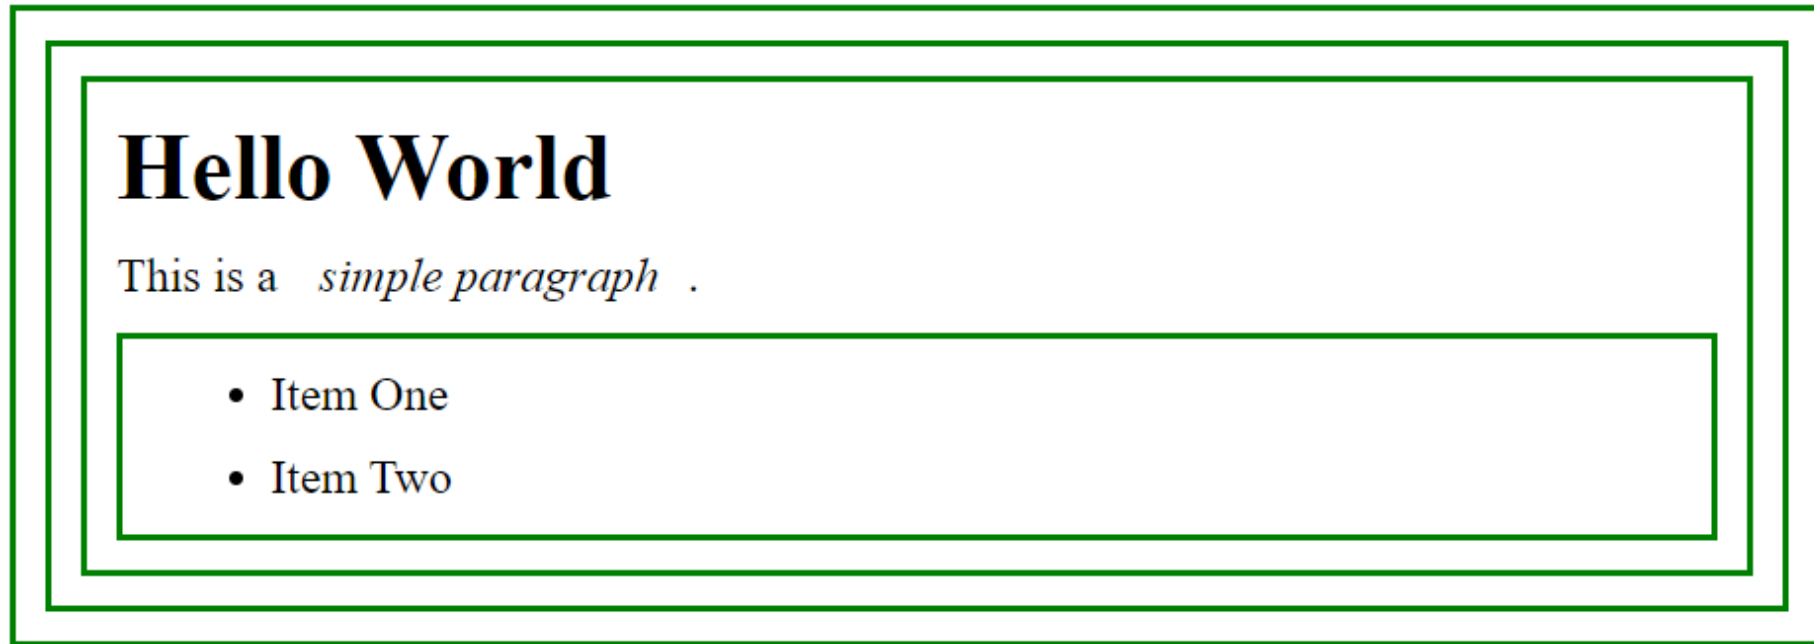 Hello World
This is a simple paragraph .
• Item One
• Item Two